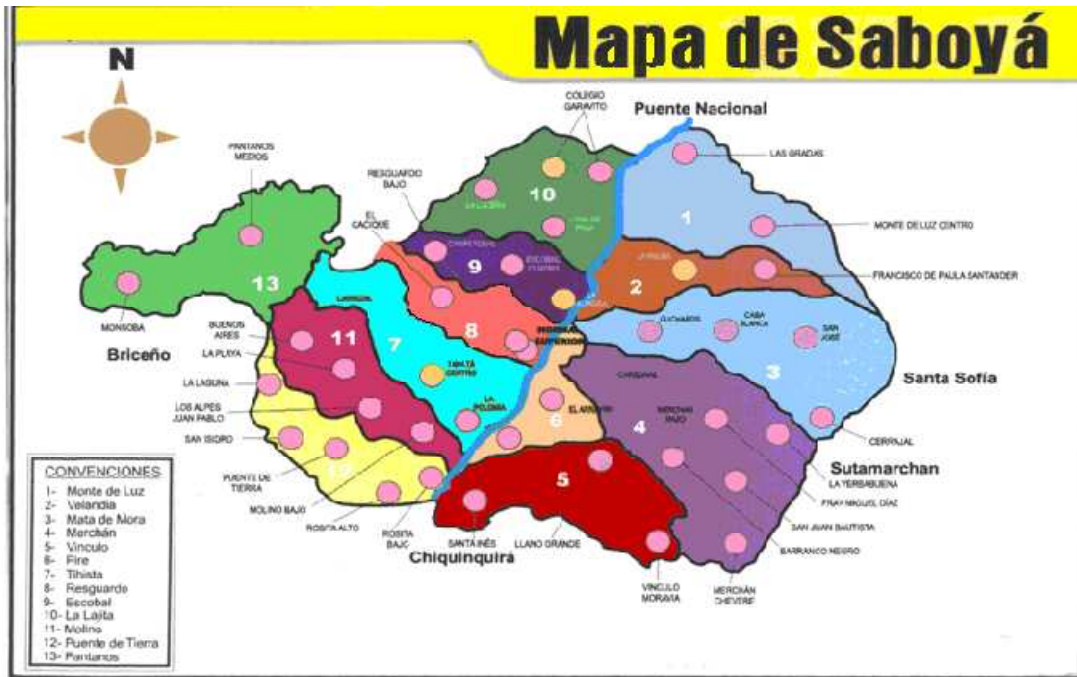 Mapa de Saboyá
N
COLEGIO
GARAVITO
Puente Nacional
PANTANOS
MEDIOS
LAS GRADAS
RESGUARDO
BAJO
10
EL
CACIQUE
1
MONTE DE LUZ CENTRO
9
FRANCISCO DE PAULA SANTANDER
13
2
MONSOBA
BUENOS
AIRES
11
8
SUPERIOR
CASA
BLANCA
SAN
JOSÉ
Briceño
LA PLAYA
7
3
Santa Sofía
LA LAGUNA
CENTRO
LOS ALPES
JUAN PABLO
LA
6
4
MERCHAN
BAJO
CERRAJAL
SAN ISIDRO
Sutamarchan
PUENTE DE
TIERRA
5
LA YERBABUENA
MOLINO BAJO
FRAY MIGUEL DÍAZ
ROSITA ALTO
ROSITA
BAJO
SANTA INÉS
LLANO GRANDE
SAN JUAN BAUTISTA
BARRANCO NEGRO
Chiquinquirá
VINCULO
MORAVIA
MERCHÁN
CONVENCIONES
1- Monte de Luz
2- Velandia
3- Mata de Mora
4- Merchán
5- Vinculo
6- Fire
7- Tibista
8- Resguardo
9- Escobal
10- La Lajita
11- Molino
12- Puente de Tierra
13- Pantanos